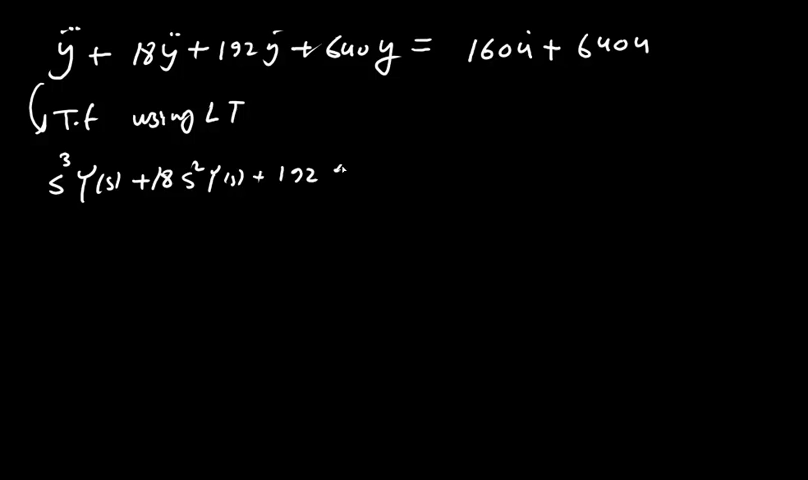 y⃛ + 18ÿ + 192ẏ + 640y = 160u̇ + 640u
T.f using LT
s³Y(s) + 18 s²Y(s) + 192